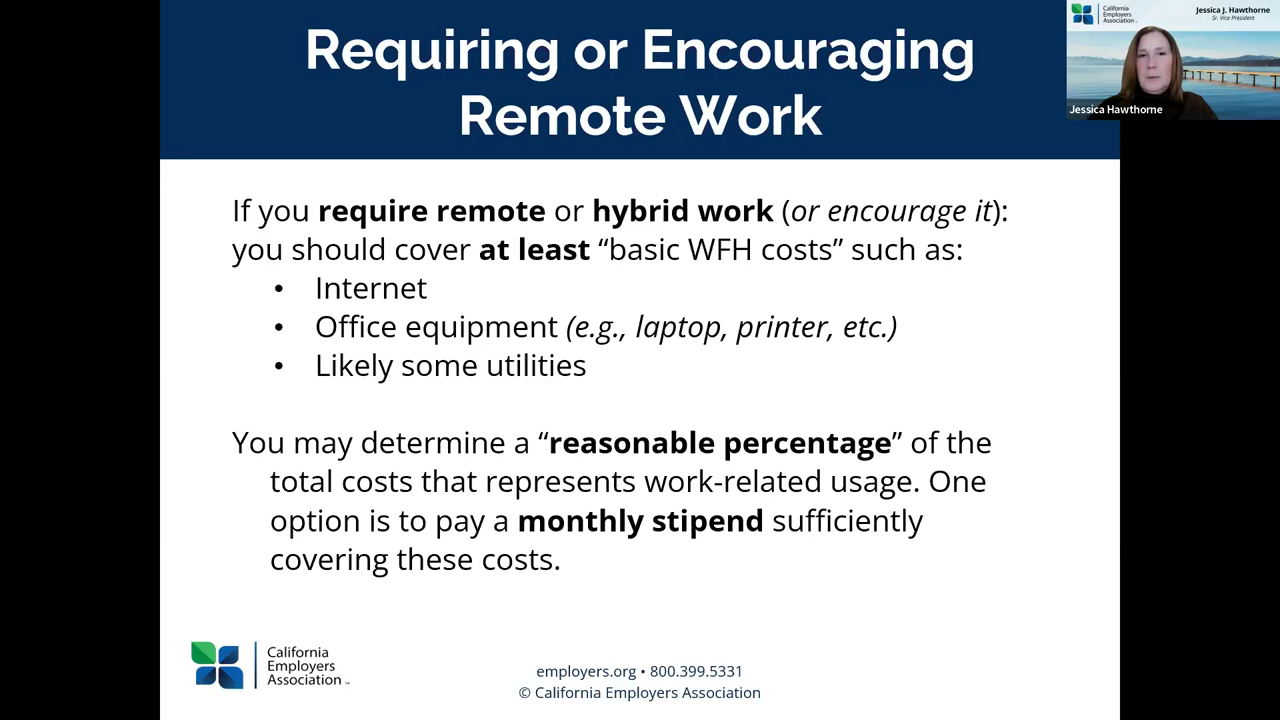 Requiring or Encouraging
Remote Work
California
Employers
Association
Jessica J. Hawthorne
Sr. Vice President
Jessica Hawthorne
If you require remote or hybrid work (or encourage it):
you should cover at least “basic WFH costs” such as:
• Internet
• Office equipment (e.g., laptop, printer, etc.)
• Likely some utilities
You may determine a “reasonable percentage” of the
total costs that represents work-related usage. One
option is to pay a monthly stipend sufficiently
covering these costs.
California
Employers
Association™
employers.org • 800.399.5331
© California Employers Association